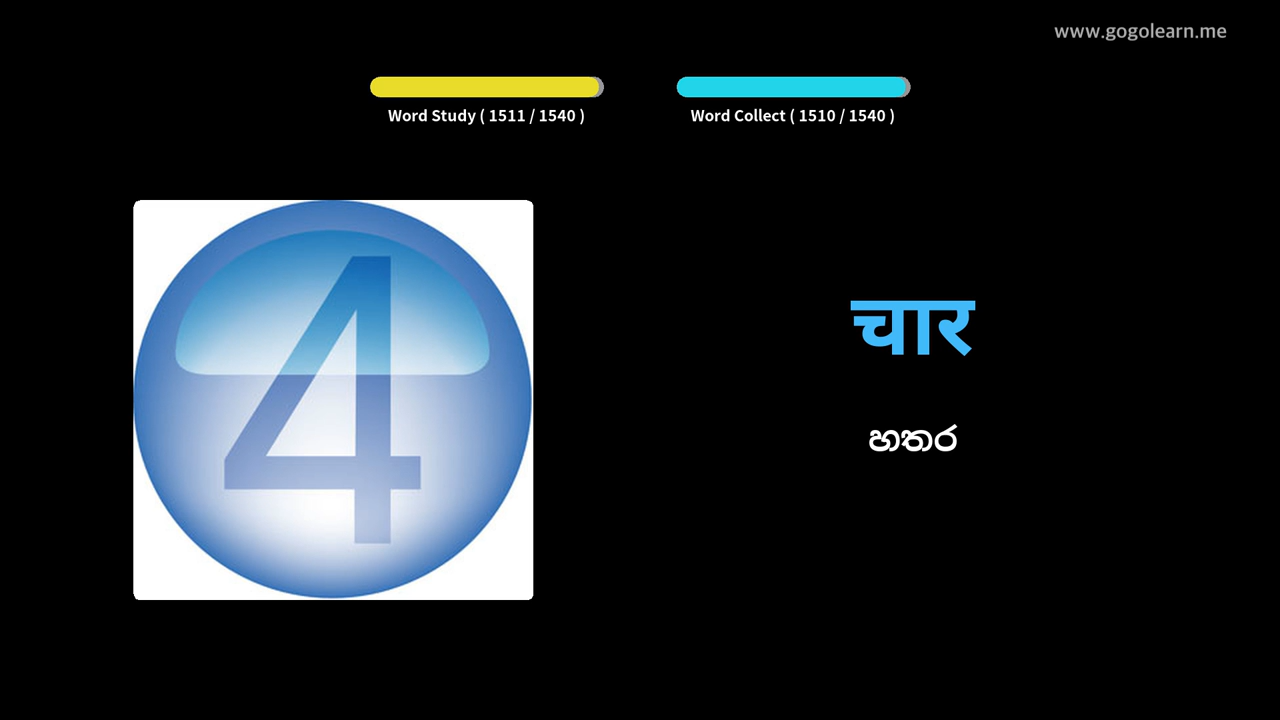 www.gogolearn.me
Word Study ( 1511 / 1540 )
Word Collect ( 1510 / 1540 )
4
चार
හතර